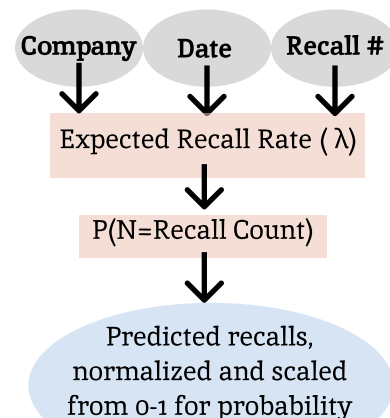 Company Date Recall #
Expected Recall Rate ( λ)
P(N=Recall Count)
Predicted recalls,
normalized and scaled
from 0-1 for probability